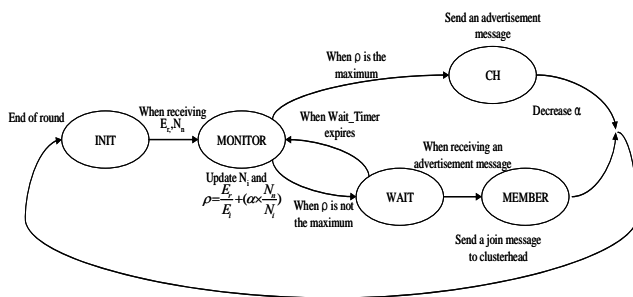 Send an advertisement
message
CH
When ρ is the
maximum
Decrease α
End of round
INIT
When receiving
E_r,N_n
MONITOR
When Wait_Timer
expires
Update N_i and
ρ=E_r/E_i+(α×N_n/N_i)
When ρ is not
the maximum
WAIT
When receiving an
advertisement message
MEMBER
Send a join message
to clusterhead